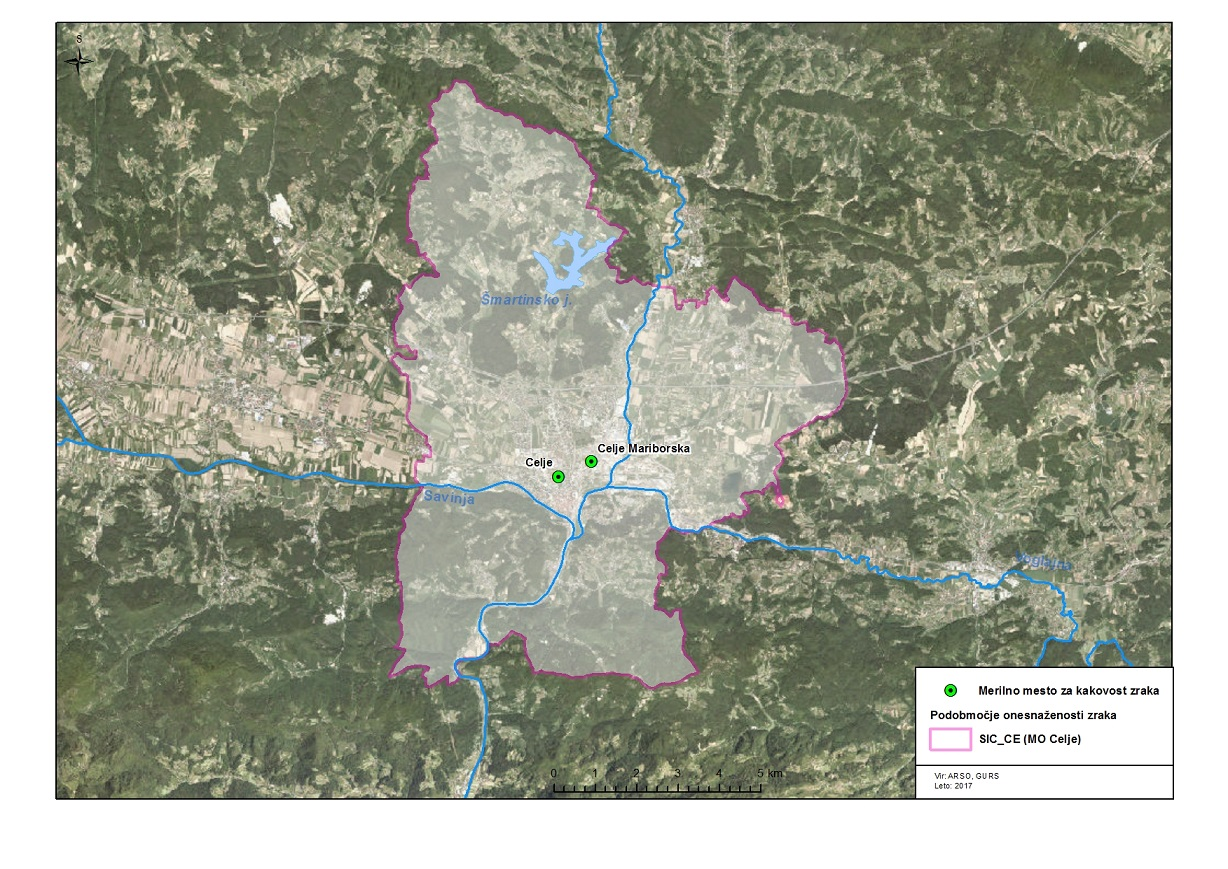 S
Šmartinsko j.
Celje Mariborska
Celje
Savinja
Voglajna
0 1 2 3 4 5 km
Merilno mesto za kakovost zraka
Podobmočje onesnaženosti zraka
SIC_CE (MO Celje)
Vir: ARSO, GURS
Leto: 2017